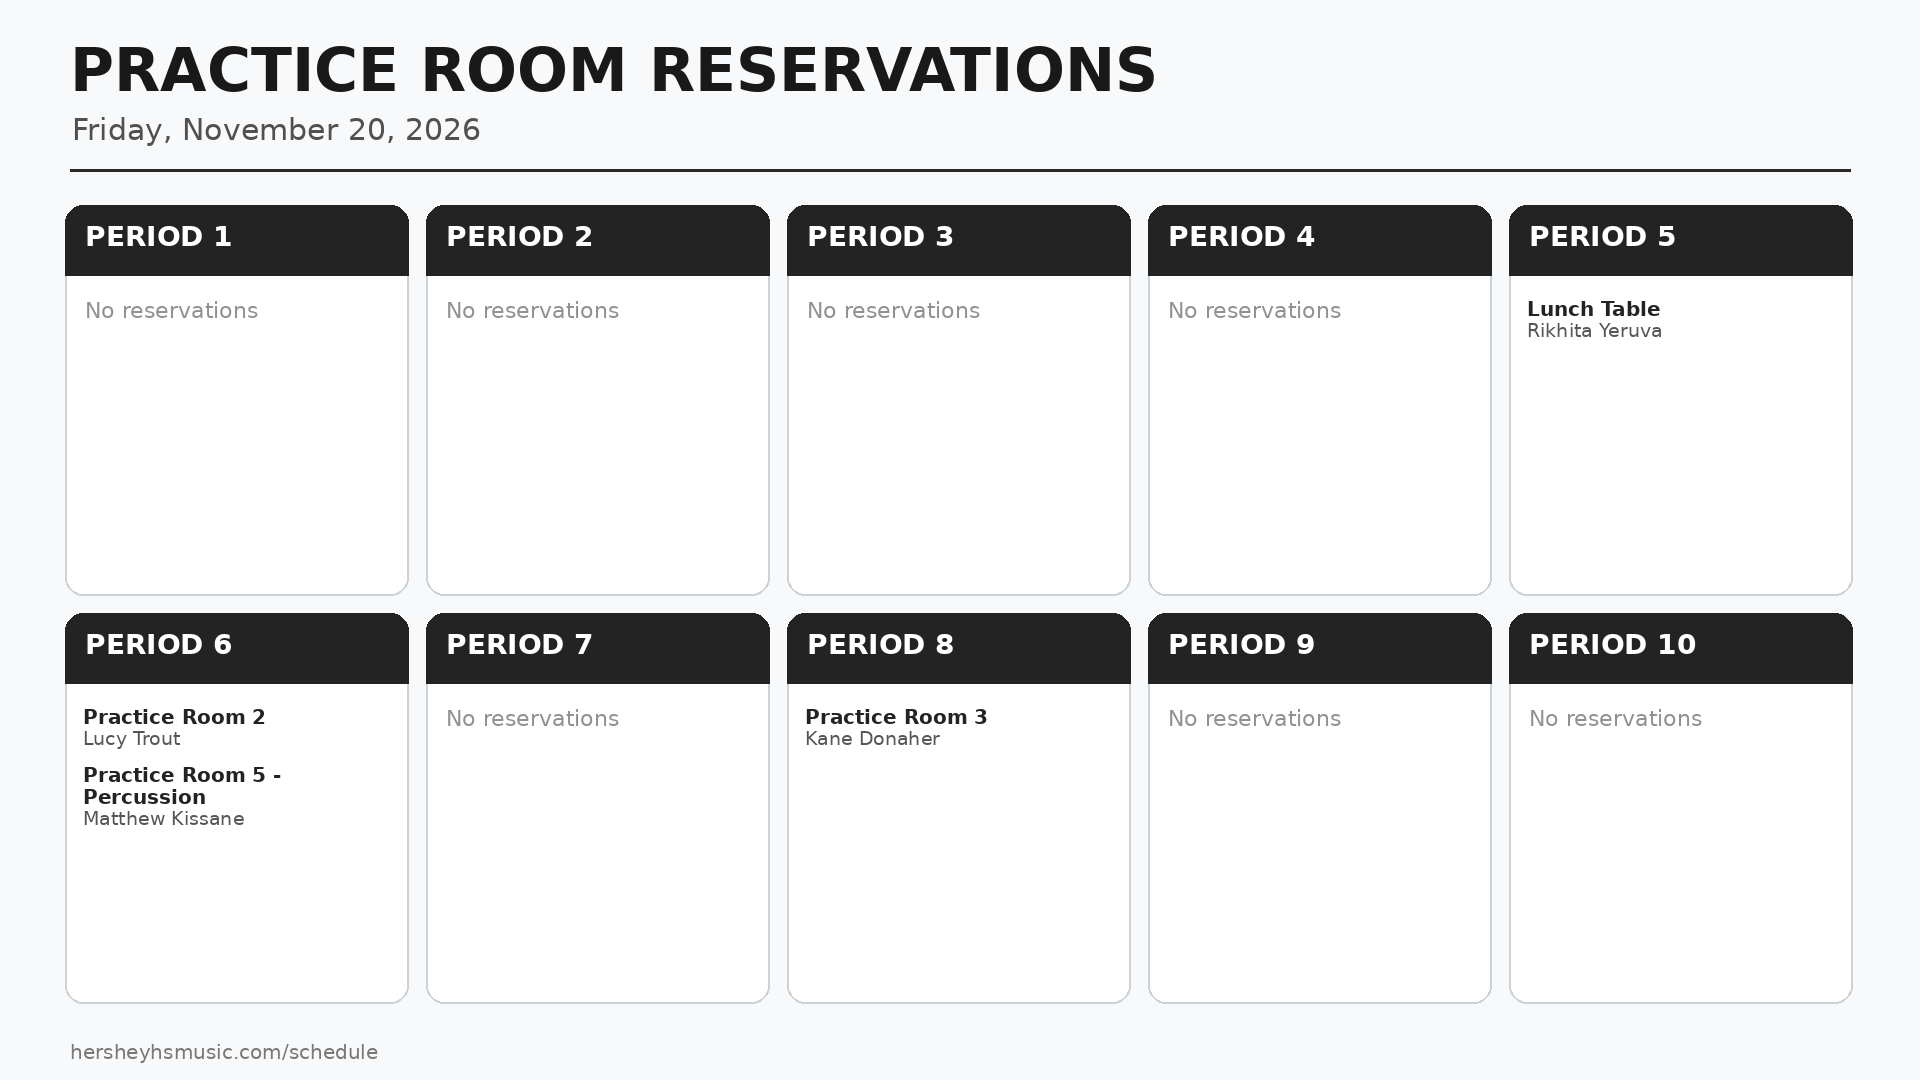 PRACTICE ROOM RESERVATIONS
Friday, November 20, 2026
PERIOD 1
No reservations
PERIOD 2
No reservations
PERIOD 3
No reservations
PERIOD 4
No reservations
PERIOD 5
Lunch Table
Rikhita Yeruva
PERIOD 6
Practice Room 2
Lucy Trout
Practice Room 5 -
Percussion
Matthew Kissane
PERIOD 7
No reservations
PERIOD 8
Practice Room 3
Kane Donaher
PERIOD 9
No reservations
PERIOD 10
No reservations
hersheyhsmusic.com/schedule